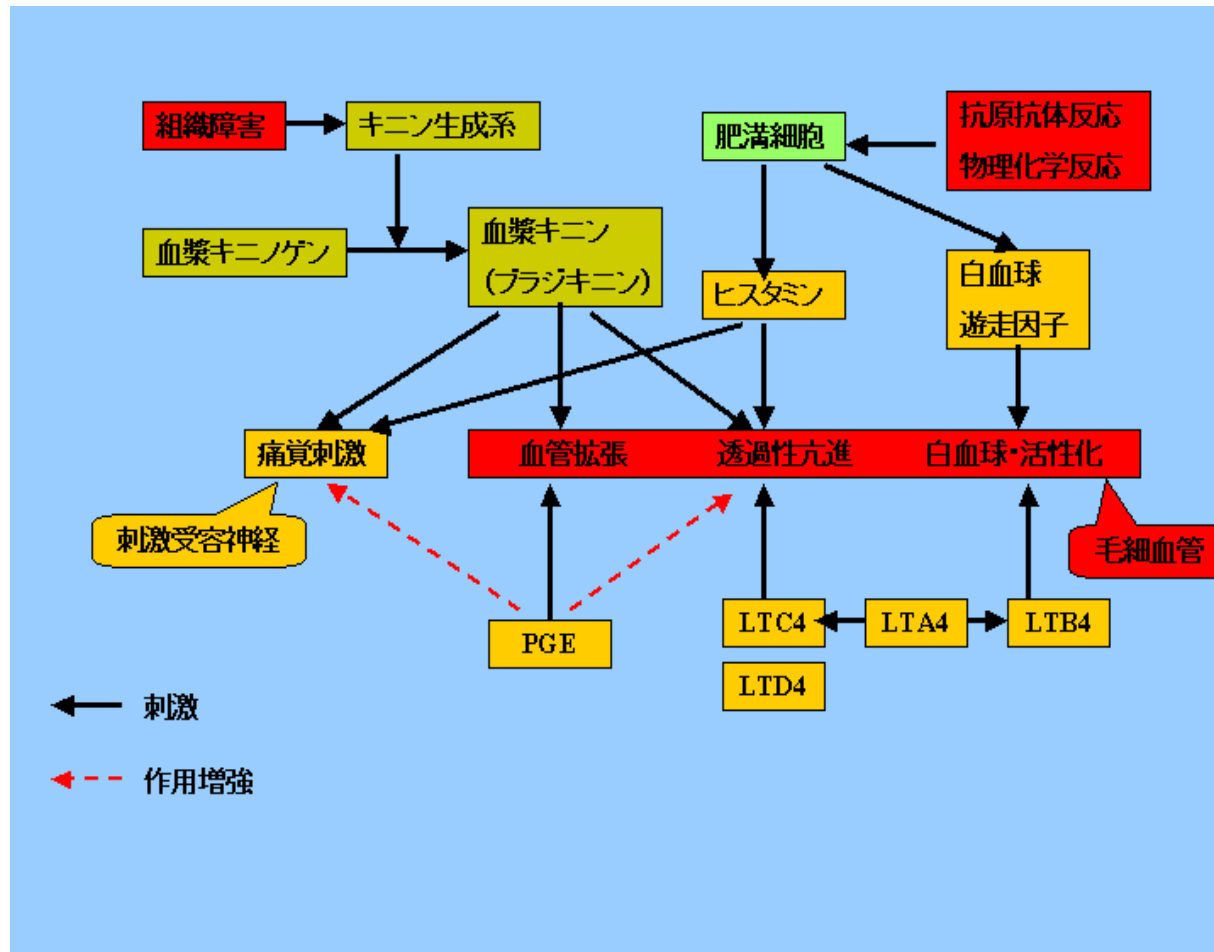 組織障害
キニン生成系
肥満細胞
抗原抗体反応
物理化学反応
血漿キニノゲン
血漿キニン
(ブラジキニン)
ヒスタミン
白血球
遊走因子
痛覚刺激
血管拡張 透過性亢進 白血球・活性化
刺激受容神経
毛細血管
PGE
LTC4
LTA4
LTB4
LTD4
刺激
作用増強